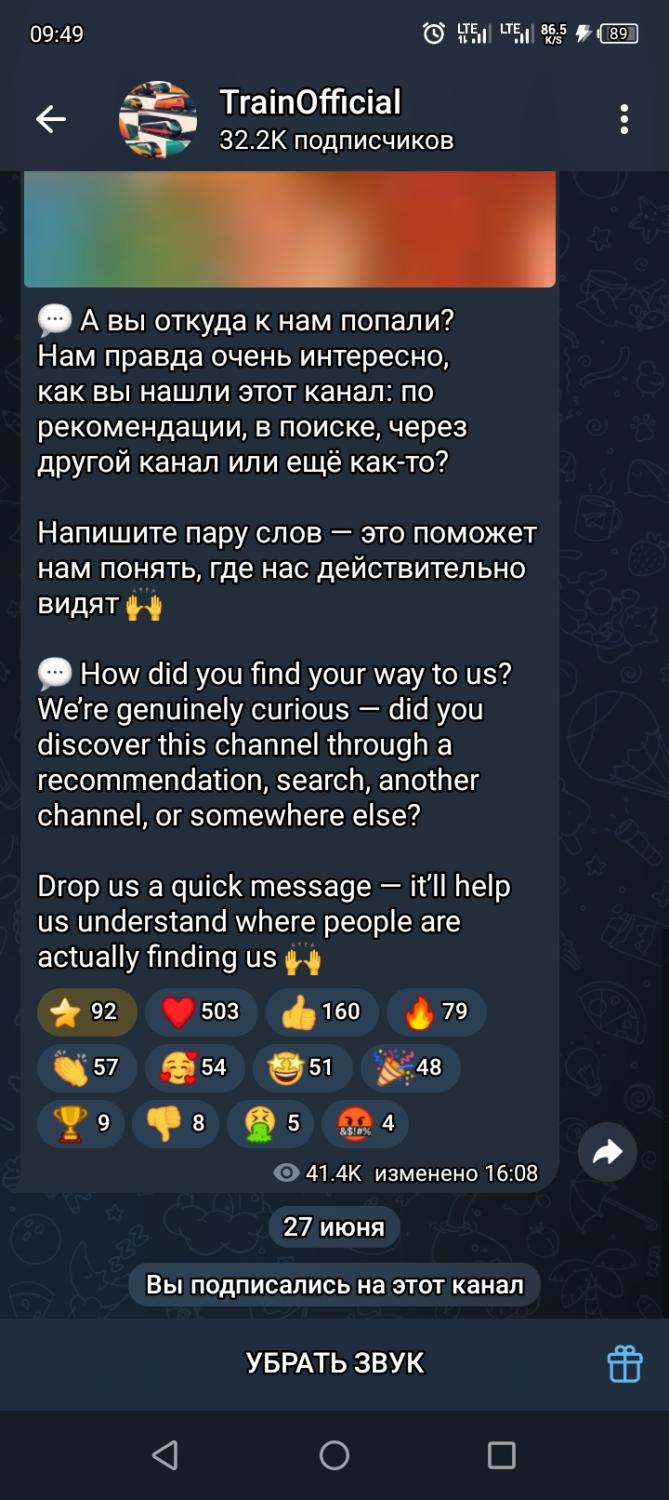 09:49
LTE
LTE
86.5
K/S
89
TrainOfficial
32.2K подписчиков
💬 А вы откуда к нам попали?
Нам правда очень интересно,
как вы нашли этот канал: по
рекомендации, в поиске, через
другой канал или ещё как-то?
Напишите пару слов — это поможет
нам понять, где нас действительно
видят 🙌
💬 How did you find your way to us?
We’re genuinely curious — did you
discover this channel through a
recommendation, search, another
channel, or somewhere else?
Drop us a quick message — it’ll help
us understand where people are
actually finding us 🙌
⭐ 92 ❤️ 503 👍 160 🔥 79
👏 57 🥰 54 🤩 51 🎉 48
🏆 9 👎 8 🤮 5 🤬 4
41.4K изменено 16:08
27 июня
Вы подписались на этот канал
УБРАТЬ ЗВУК